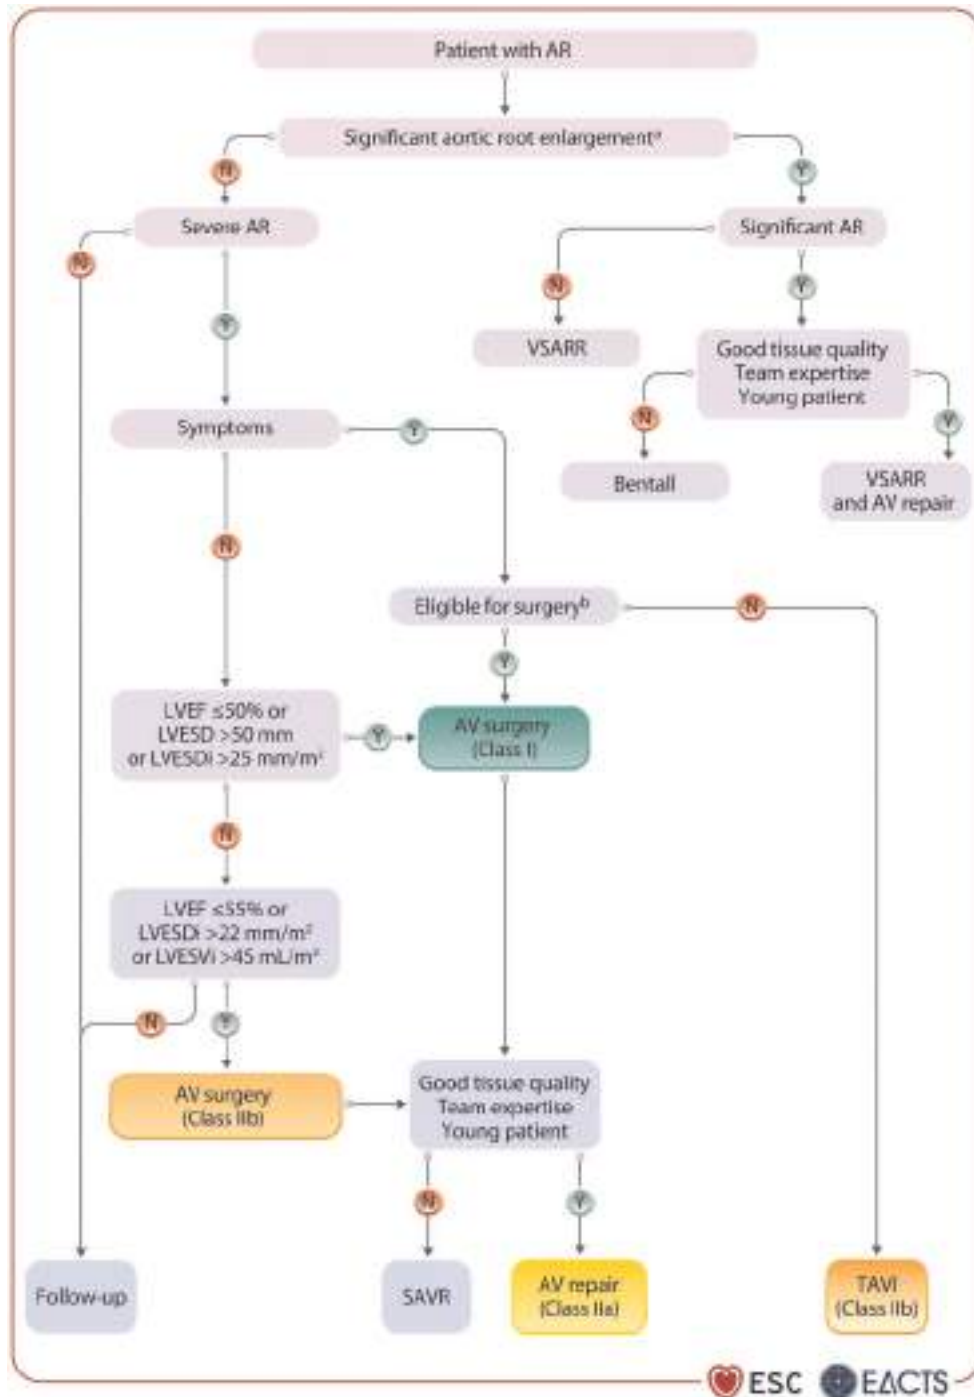 Patient with AR
Significant aortic root enlargementᵃ
N
Y
Severe AR
Significant AR
N
N
Y
Y
VSARR
Good tissue quality
Team expertise
Young patient
Symptoms
Y
N
Y
Bentall
VSARR
and AV repair
N
Eligible for surgeryᵇ
N
Y
LVEF ≤50% or
LVESD >50 mm
or LVESDi >25 mm/m²
Y
AV surgery
(Class I)
N
LVEF ≤55% or
LVESDi >22 mm/m²
or LVESVi >45 mL/m²
N
Y
AV surgery
(Class IIb)
Good tissue quality
Team expertise
Young patient
N
Y
Follow-up
SAVR
AV repair
(Class IIa)
TAVI
(Class IIb)
ESC
EACTS